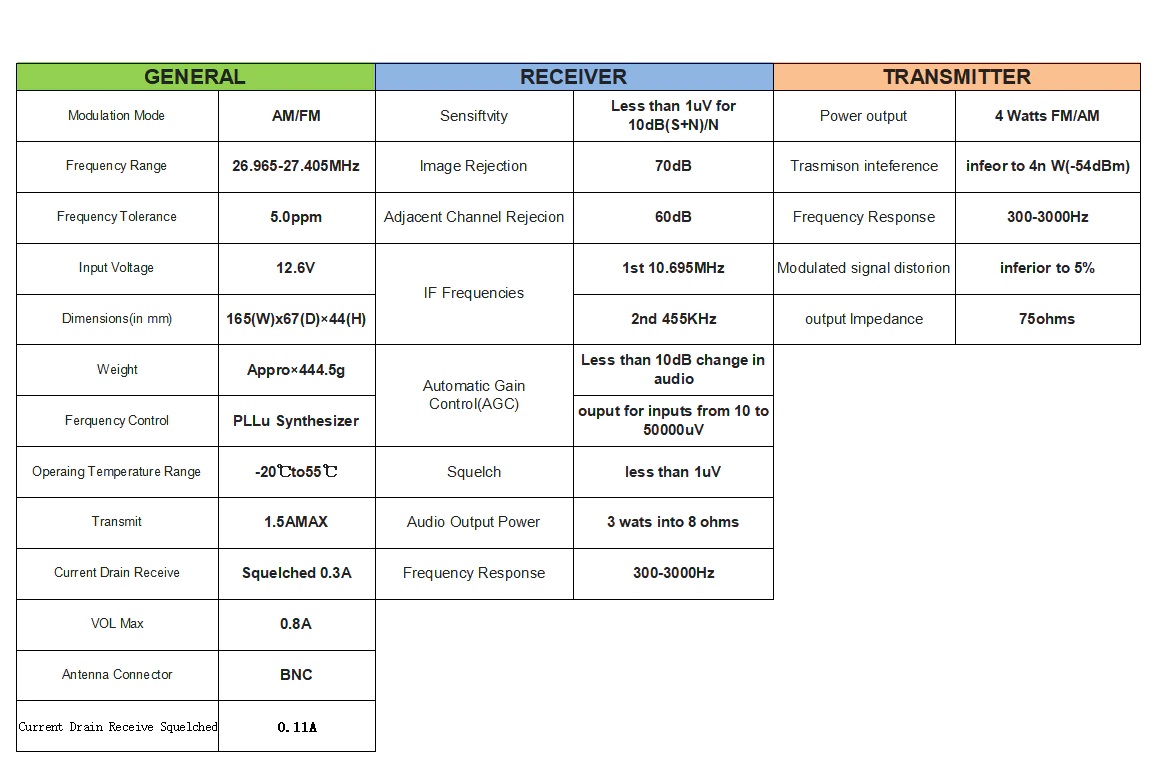 GENERAL RECEIVER TRANSMITTER
Modulation Mode AM/FM Sensiftvity Less than 1uV for
10dB(S+N)/N Power output 4 Watts FM/AM
Frequency Range 26.965-27.405MHz Image Rejection 70dB Trasmison inteference infeor to 4n W(-54dBm)
Frequency Tolerance 5.0ppm Adjacent Channel Rejecion 60dB Frequency Response 300-3000Hz
Input Voltage 12.6V IF Frequencies 1st 10.695MHz Modulated signal distorion inferior to 5%
Dimensions(in mm) 165(W)x67(D)×44(H) 2nd 455KHz output Impedance 75ohms
Weight Appro×444.5g Automatic Gain
Control(AGC) Less than 10dB change in
audio
Ferquency Control PLLu Synthesizer ouput for inputs from 10 to
50000uV
Operaing Temperature Range -20℃to55℃ Squelch less than 1uV
Transmit 1.5AMAX Audio Output Power 3 wats into 8 ohms
Current Drain Receive Squelched 0.3A Frequency Response 300-3000Hz
VOL Max 0.8A
Antenna Connector BNC
Current Drain Receive Squelched 0.11A